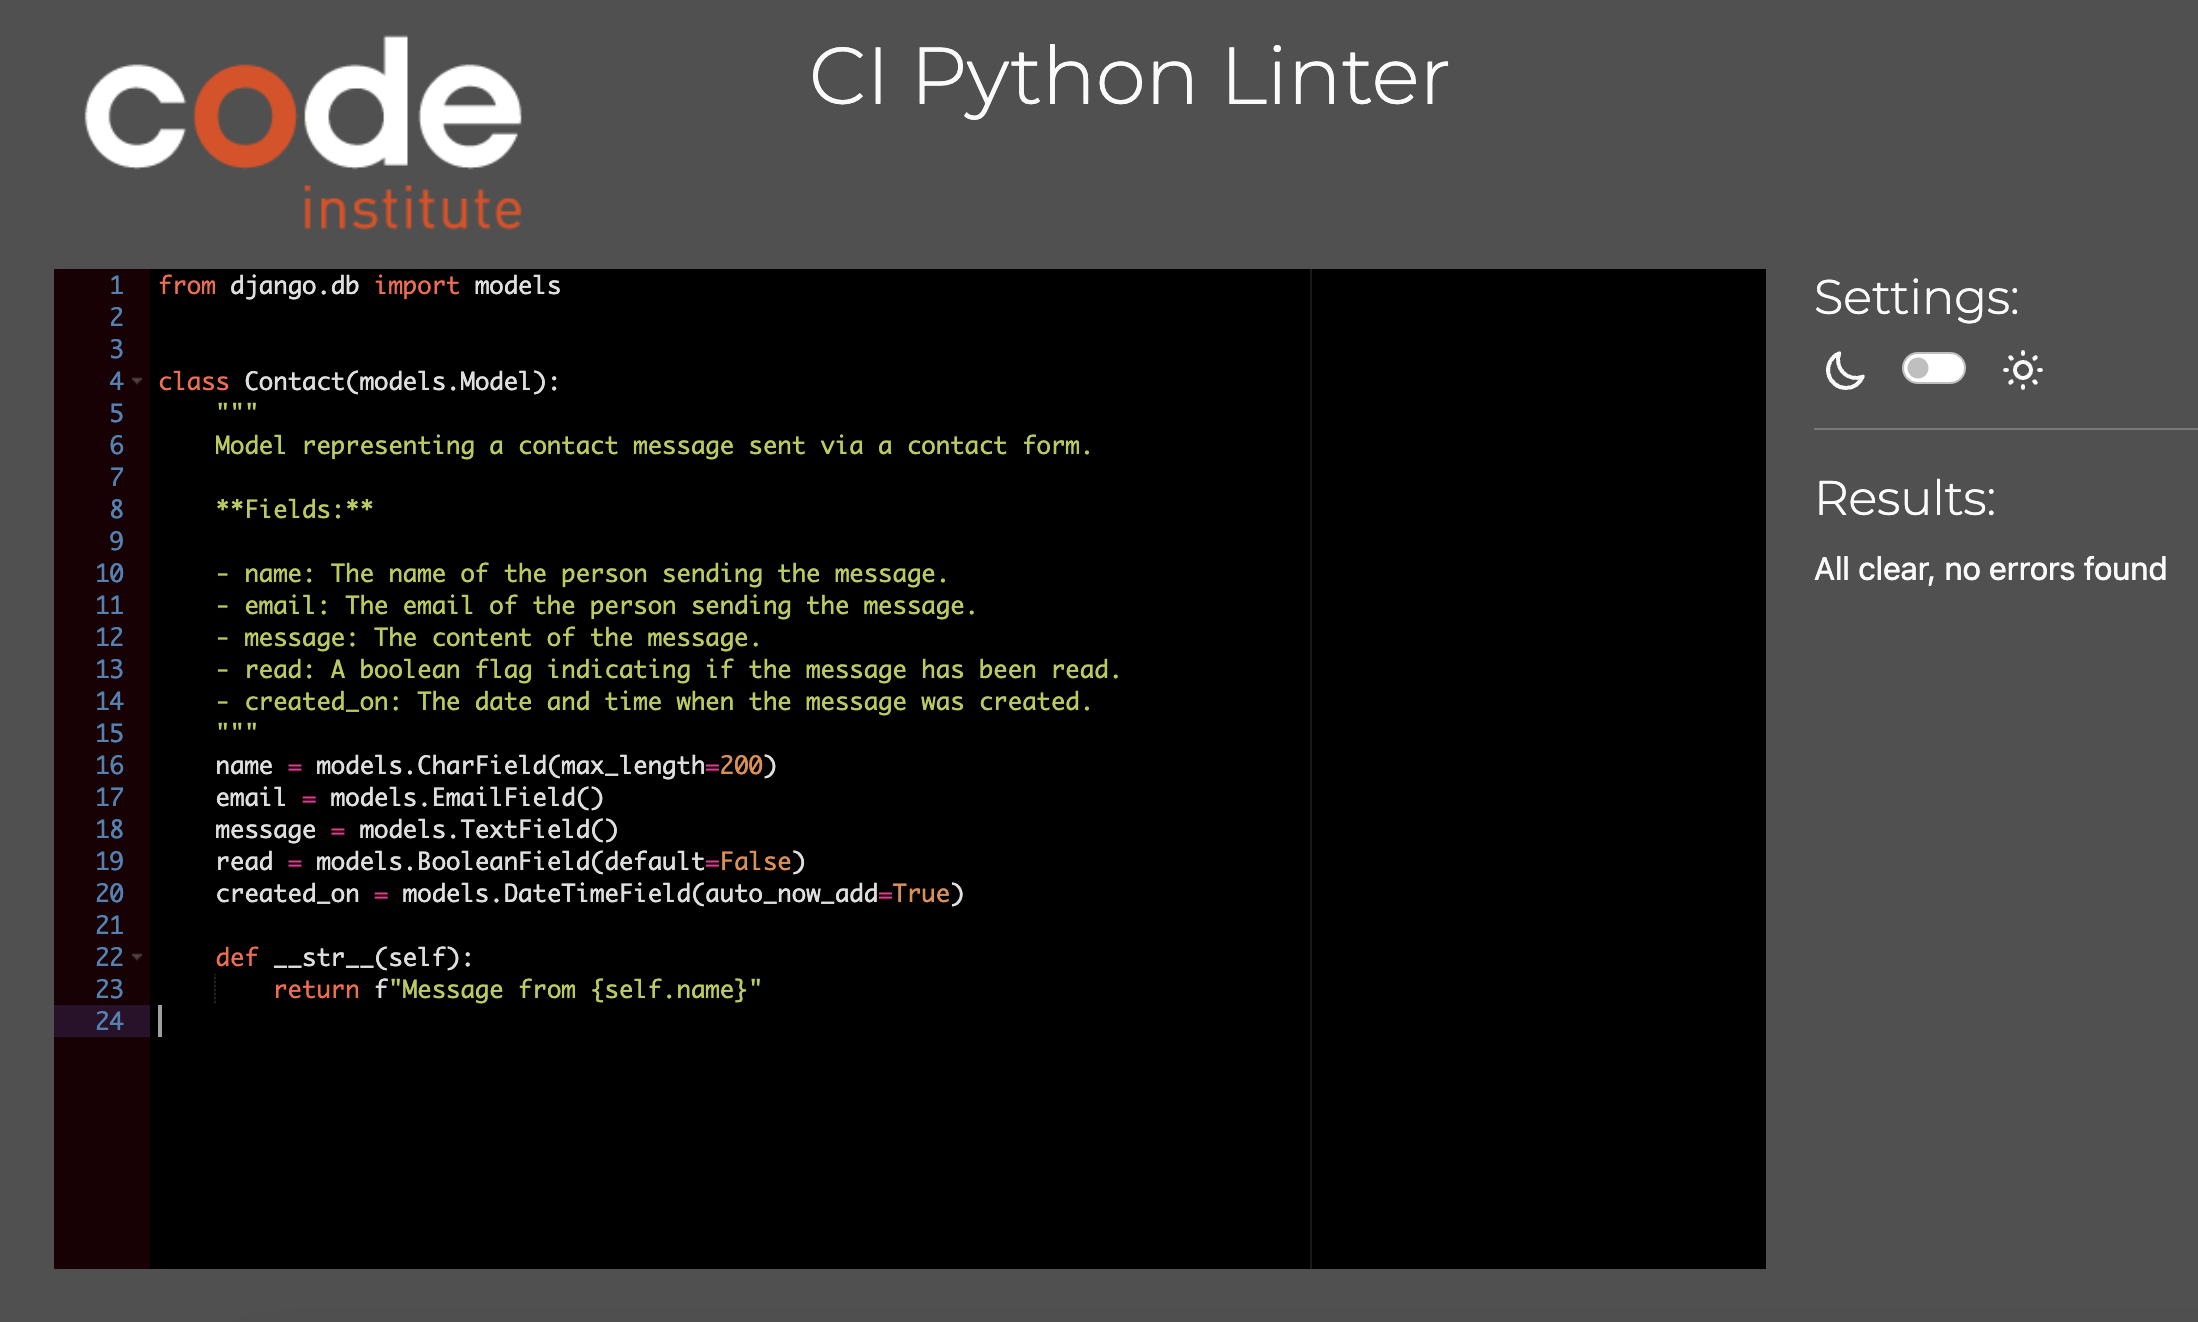 code
institute
CI Python Linter
1 from django.db import models
2
3
4 class Contact(models.Model):
5     """
6     Model representing a contact message sent via a contact form.
7
8     **Fields:**
9
10     - name: The name of the person sending the message.
11     - email: The email of the person sending the message.
12     - message: The content of the message.
13     - read: A boolean flag indicating if the message has been read.
14     - created_on: The date and time when the message was created.
15     """
16     name = models.CharField(max_length=200)
17     email = models.EmailField()
18     message = models.TextField()
19     read = models.BooleanField(default=False)
20     created_on = models.DateTimeField(auto_now_add=True)
21
22     def __str__(self):
23         return f"Message from {self.name}"
24
Settings:
Results:
All clear, no errors found